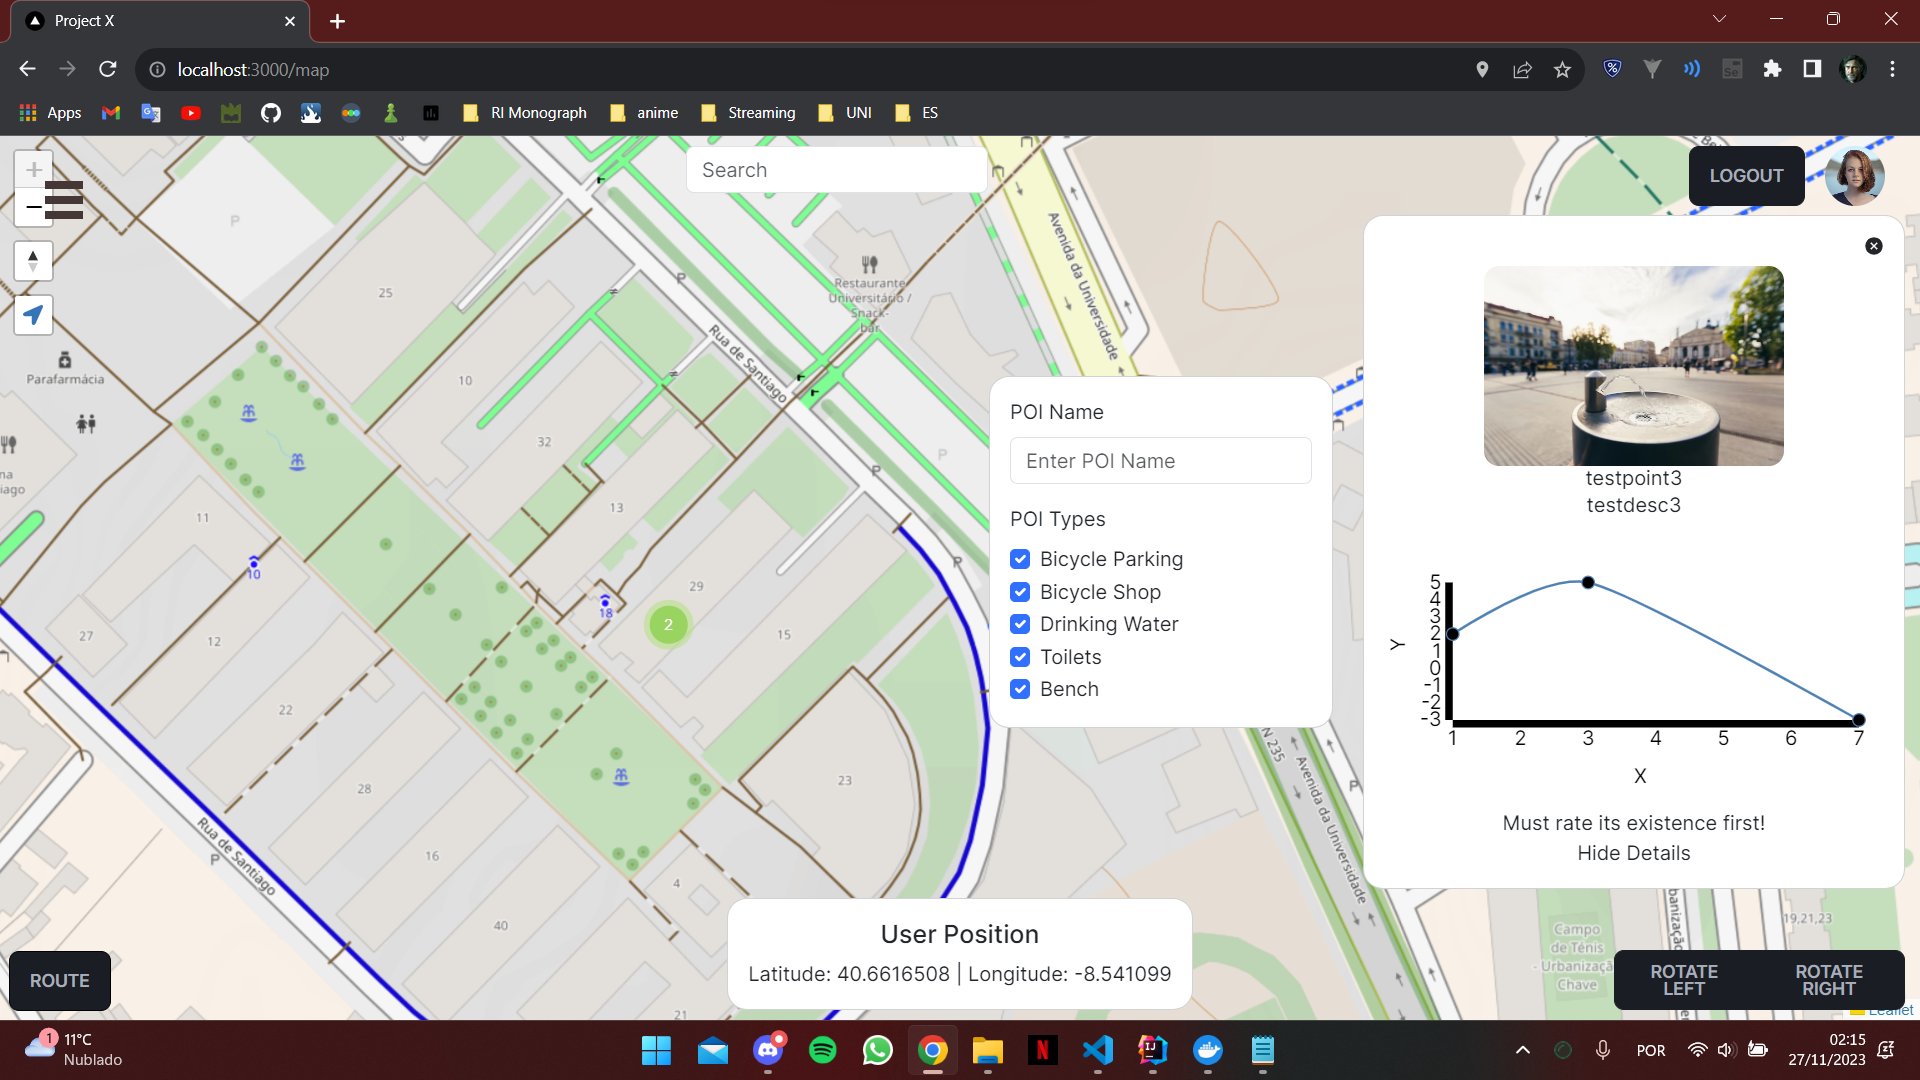 Project X
localhost:3000/map
Apps
RI Monograph
anime
Streaming
UNI
ES
Search
LOGOUT
P
25
Restaurante
Universitário /
Snack-
bar
Avenida da Universidade
P
Rua de Santiago
Parafarmácia
10
32
P
P
na
iago
11
13
10
29
18
2
15
P
27
12
22
23
28
Rua de Santiago
P
16
4
40
21
N 235
Avenida da Universidade
P
POI Name
Enter POI Name
POI Types
Bicycle Parking
Bicycle Shop
Drinking Water
Toilets
Bench
testpoint3
testdesc3
5
4
3
2
1
0
-1
-2
-3
Y
1 2 3 4 5 6 7
X
Must rate its existence first!
Hide Details
User Position
Latitude: 40.6616508 | Longitude: -8.541099
Campo
de Ténis
- Urbanização
Chave
19,21,23
ROUTE
ROTATE
LEFT
ROTATE
RIGHT
Leaflet
1
11°C
Nublado
POR
02:15
27/11/2023